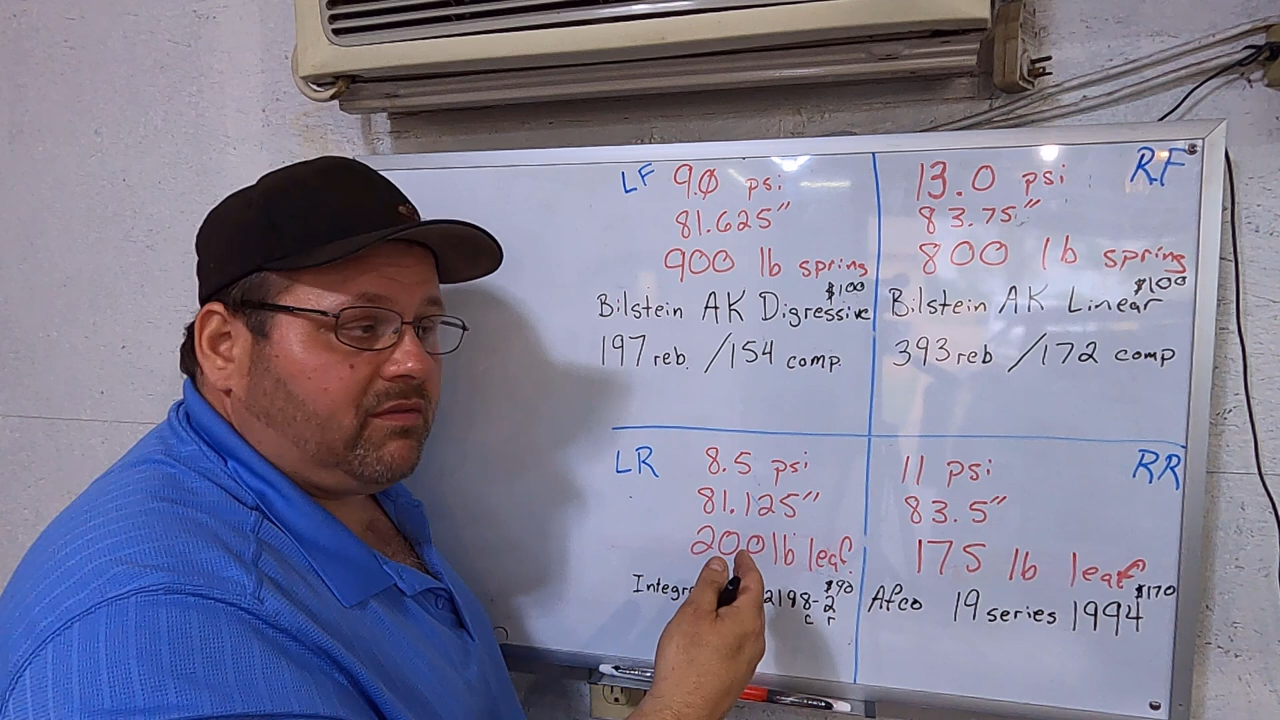 LF 9.0 psi
81.625"
900 lb spring
$100
Bilstein AK Digressive
197 reb. /154 comp.
RF
13.0 psi
83.75"
800 lb spring
$100
Bilstein AK Linear
393 reb /172 comp
LR 8.5 psi
81.125"
200 lb leaf
$90
2198-2
c r
RR
11 psi
83.5"
175 lb leaf
$170
Afco 19 series 1994